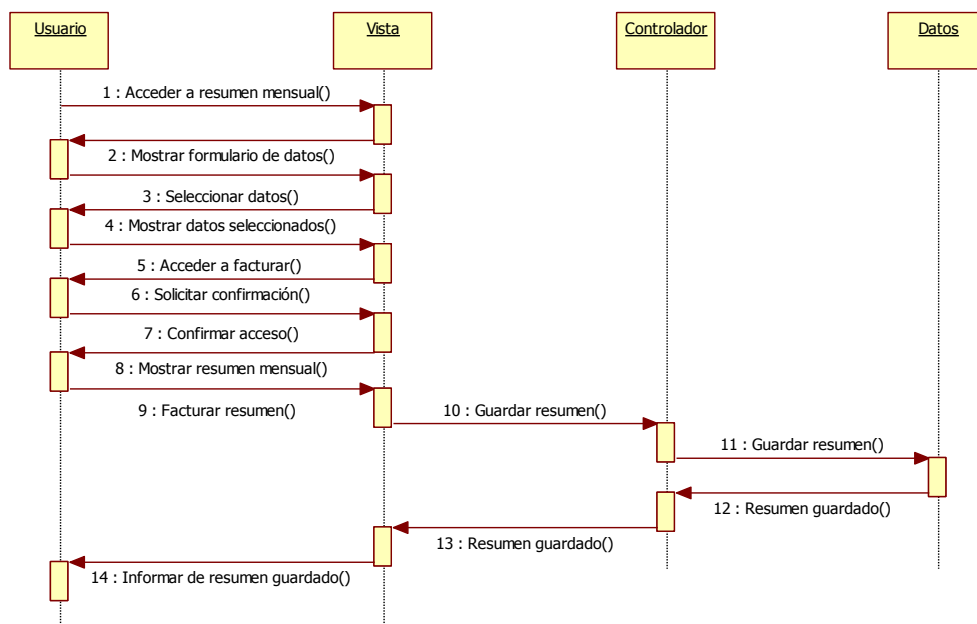 Usuario
Vista
Controlador
Datos
1 : Acceder a resumen mensual()
2 : Mostrar formulario de datos()
3 : Seleccionar datos()
4 : Mostrar datos seleccionados()
5 : Acceder a facturar()
6 : Solicitar confirmación()
7 : Confirmar acceso()
8 : Mostrar resumen mensual()
9 : Facturar resumen()
10 : Guardar resumen()
11 : Guardar resumen()
12 : Resumen guardado()
13 : Resumen guardado()
14 : Informar de resumen guardado()